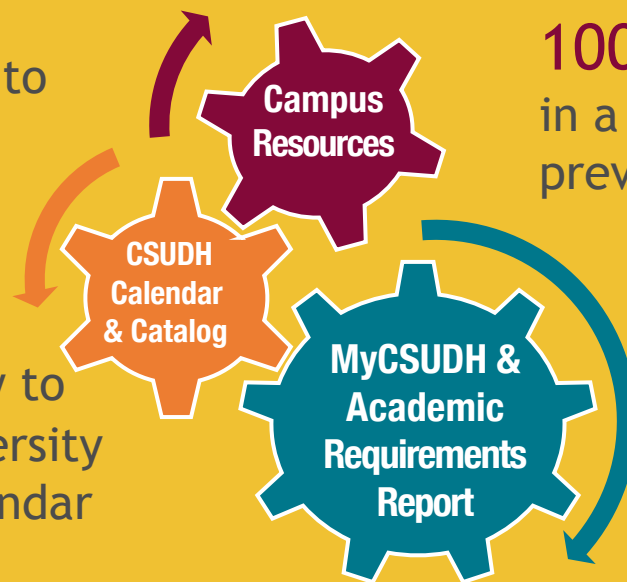 to
100
in a
prev
Campus
Resources
CSUDH
Calendar
& Catalog
MyCSUDH &
Academic
Requirements
Report
to
ersity
ndar